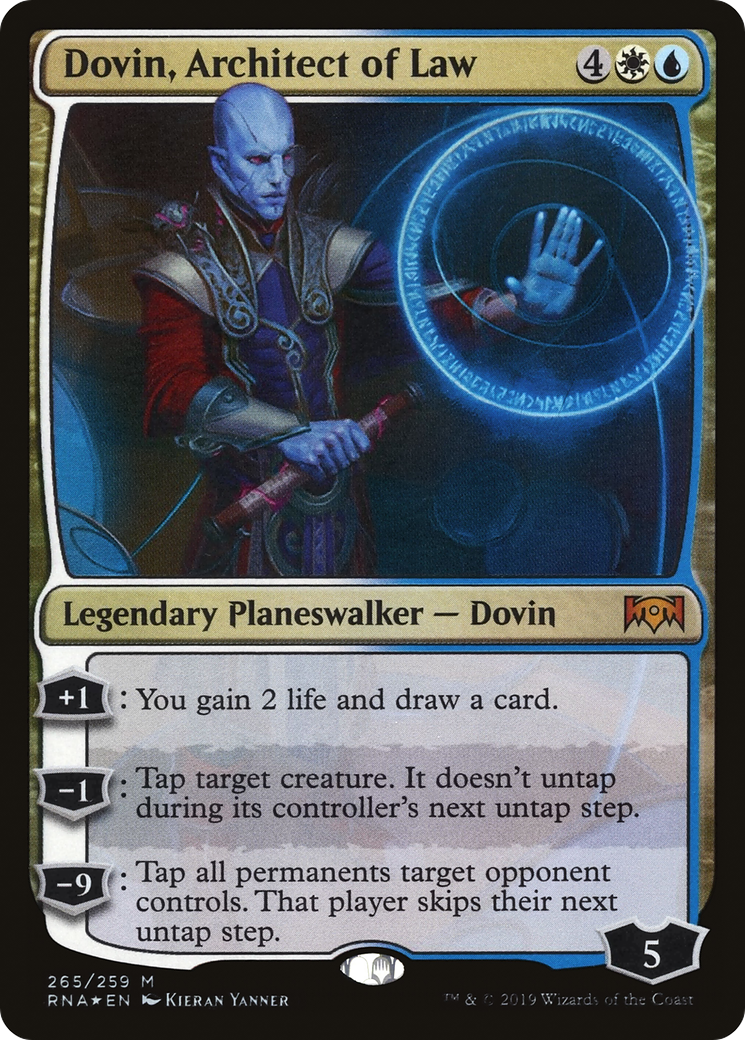 Dovin, Architect of Law 4
Legendary Planeswalker — Dovin
+1 : You gain 2 life and draw a card.
−1 : Tap target creature. It doesn't untap
during its controller's next untap step.
−9 : Tap all permanents target opponent
controls. That player skips their next
untap step.
5
265/259 M
RNA★EN Kieran Yanner
™ & © 2019 Wizards of the Coast